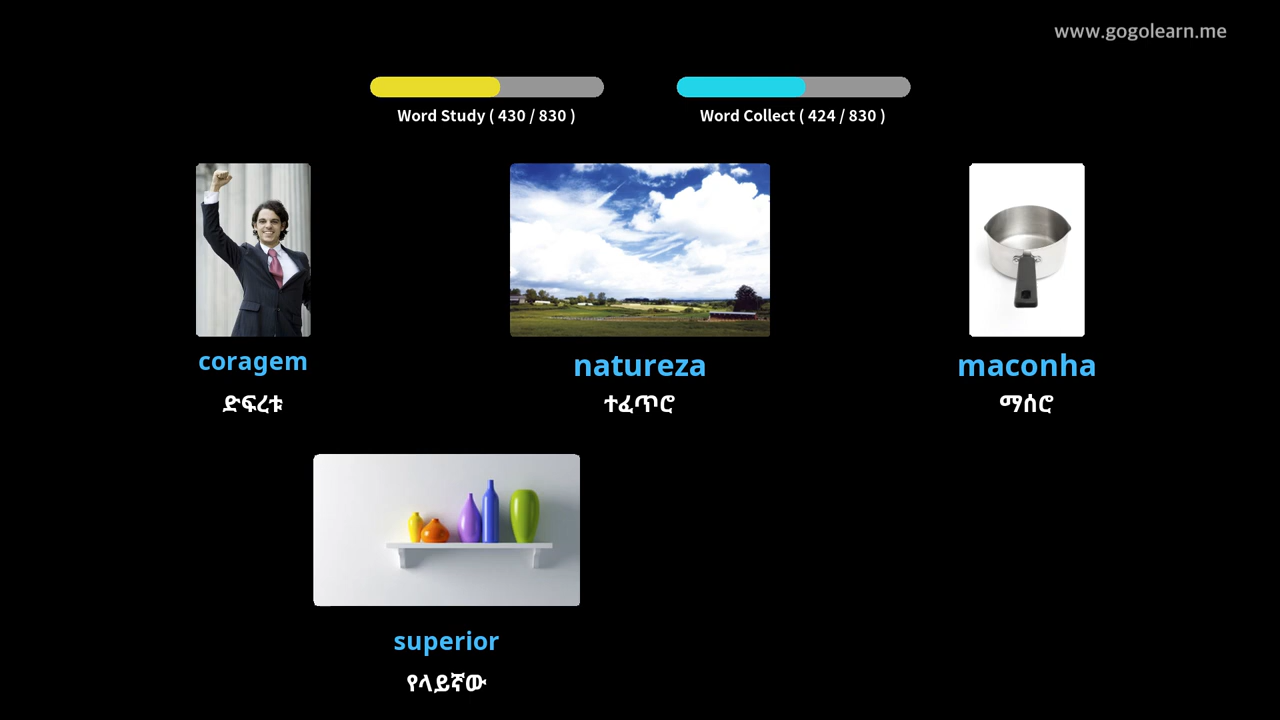 www.gogolearn.me
Word Study ( 430 / 830 )
Word Collect ( 424 / 830 )
coragem
ድፍረቱ
natureza
ተፈጥሮ
maconha
ማሰሮ
superior
የላይኛው